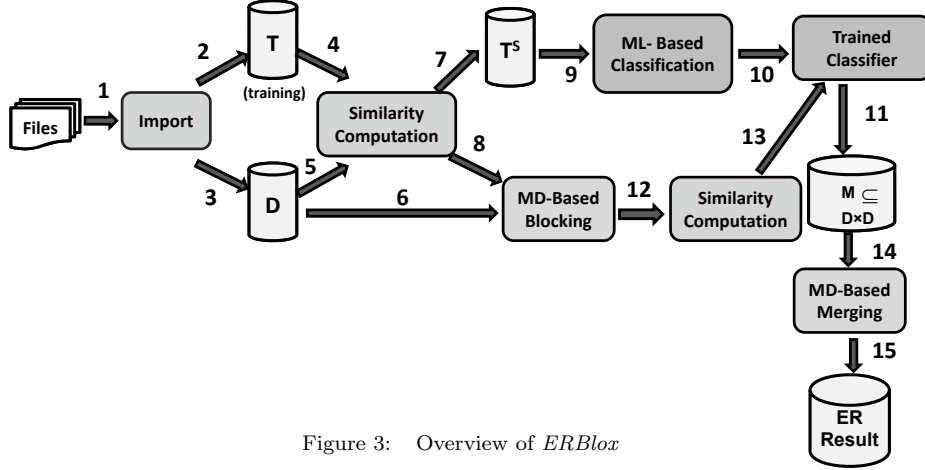 1
Files
Import
2
3
T
(training)
4
D
5
6
Similarity
Computation
7
8
Tˢ
9
ML- Based
Classification
10
Trained
Classifier
11
MD-Based
Blocking
12
Similarity
Computation
13
M ⊆
D×D
14
MD-Based
Merging
15
ER
Result
Figure 3: Overview of ERBlox